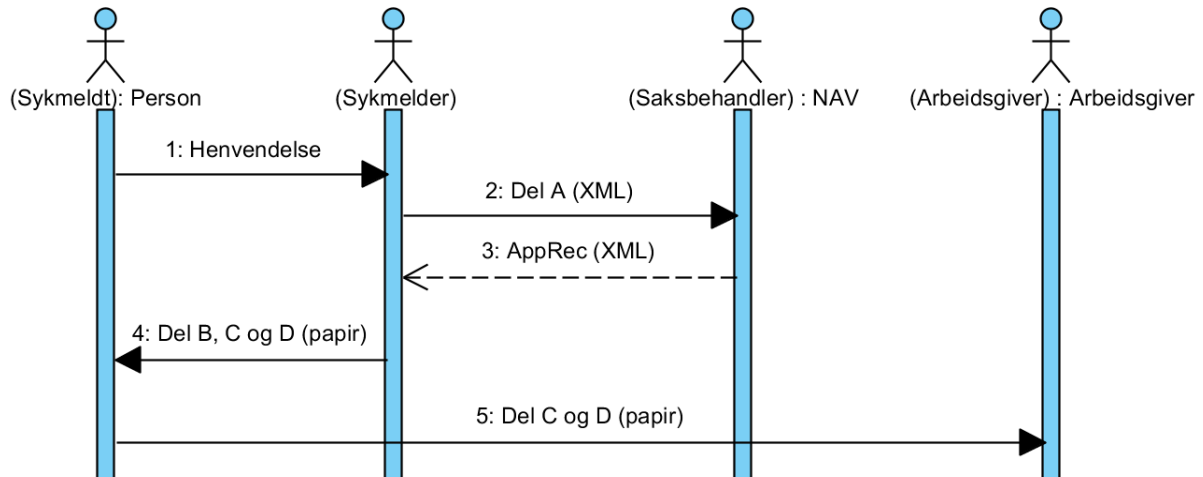 (Sykmeldt): Person
(Sykmelder)
(Saksbehandler) : NAV
(Arbeidsgiver) : Arbeidsgiver
1: Henvendelse
2: Del A (XML)
3: AppRec (XML)
4: Del B, C og D (papir)
5: Del C og D (papir)